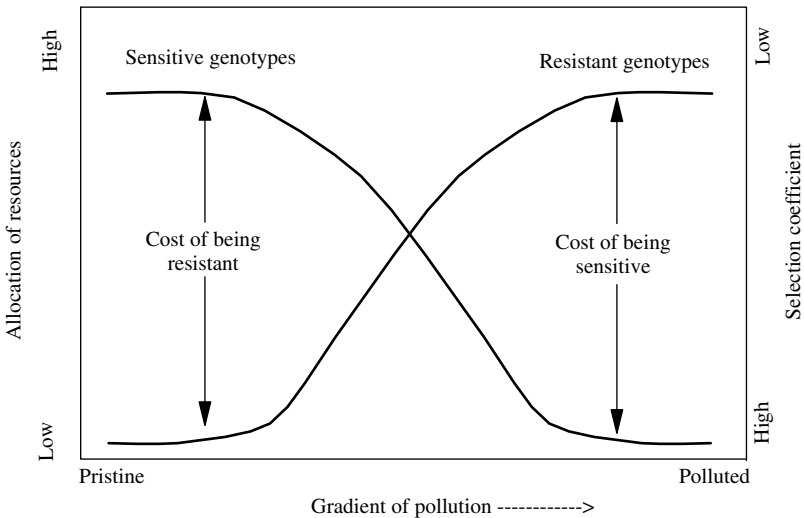 High
Low
Sensitive genotypes
Resistant genotypes
Allocation of resources
Selection coefficient
Cost of being
resistant
Cost of being
sensitive
Low
High
Pristine
Polluted
Gradient of pollution ------------>